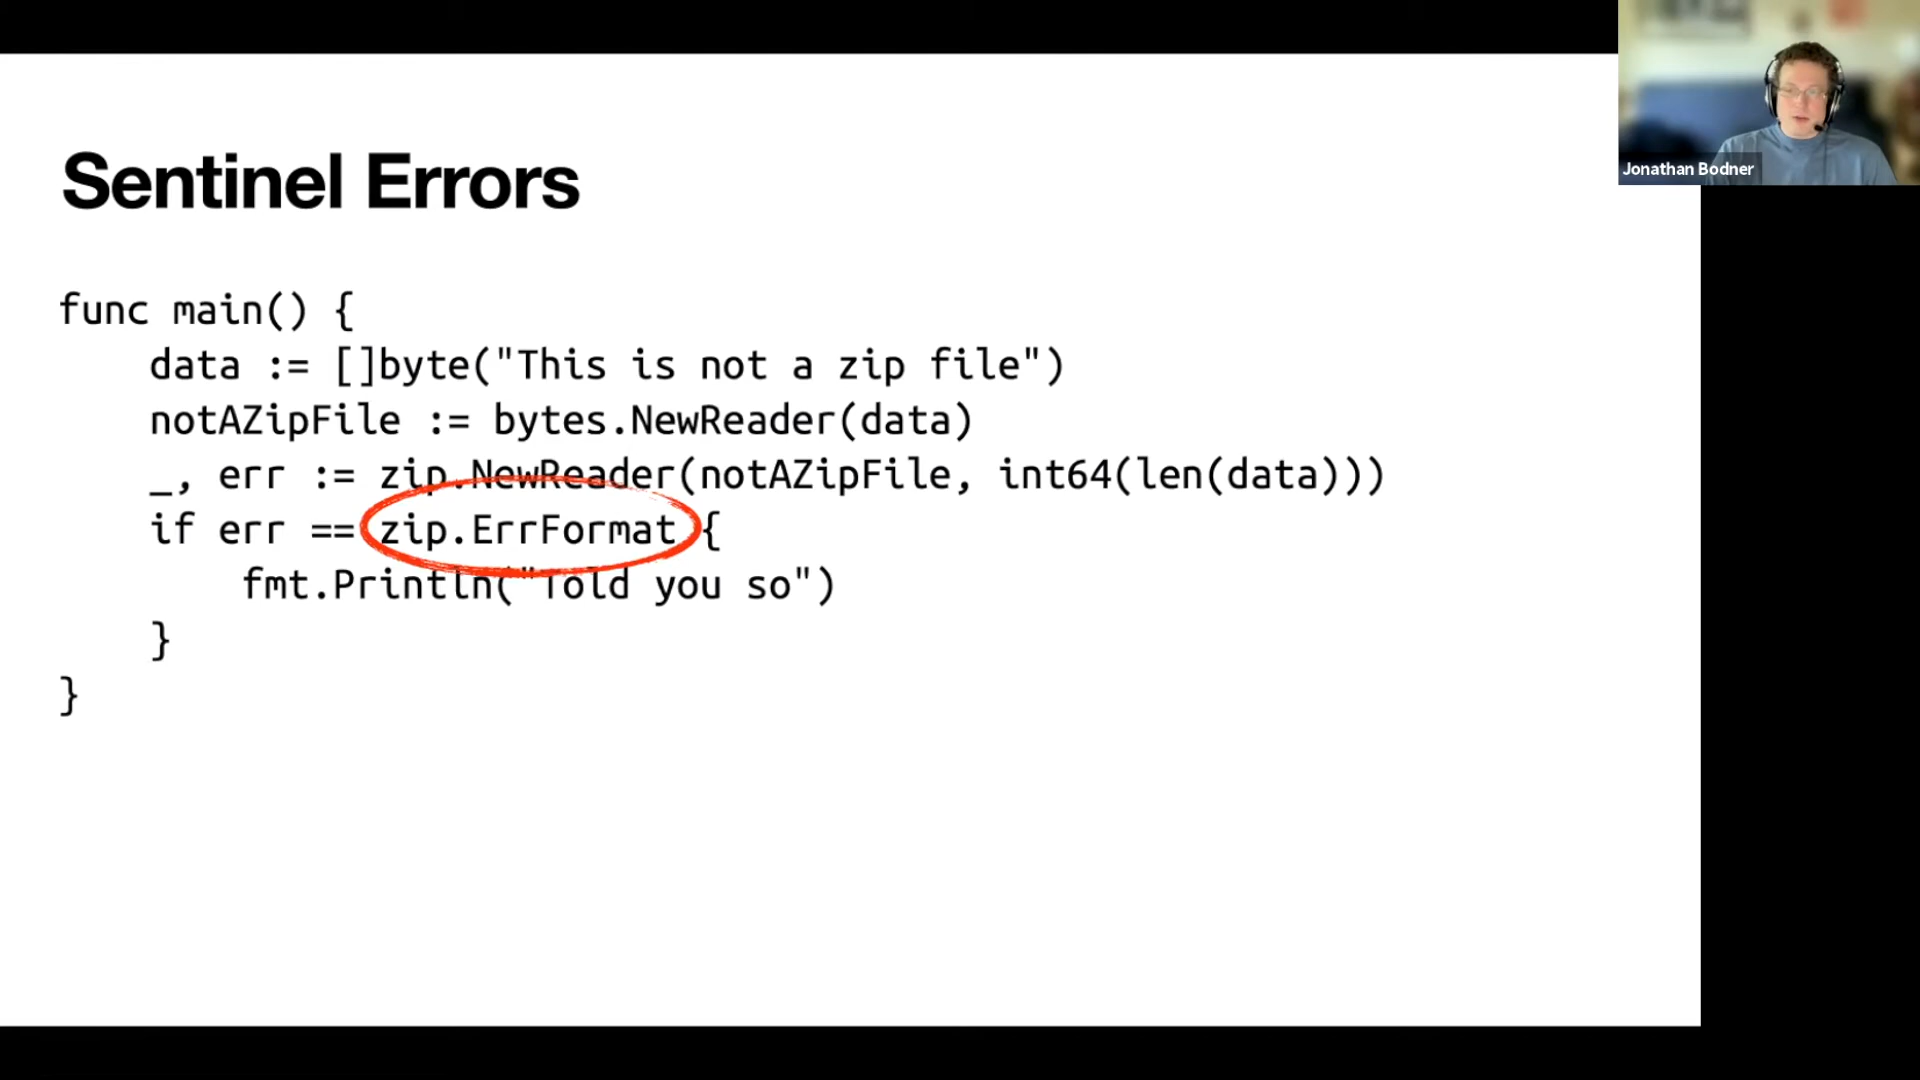 Sentinel Errors
func main() {
data := []byte("This is not a zip file")
notAZipFile := bytes.NewReader(data)
_, err := zip.NewReader(notAZipFile, int64(len(data)))
if err == zip.ErrFormat {
fmt.Println("Told you so")
}
}
Jonathan Bodner